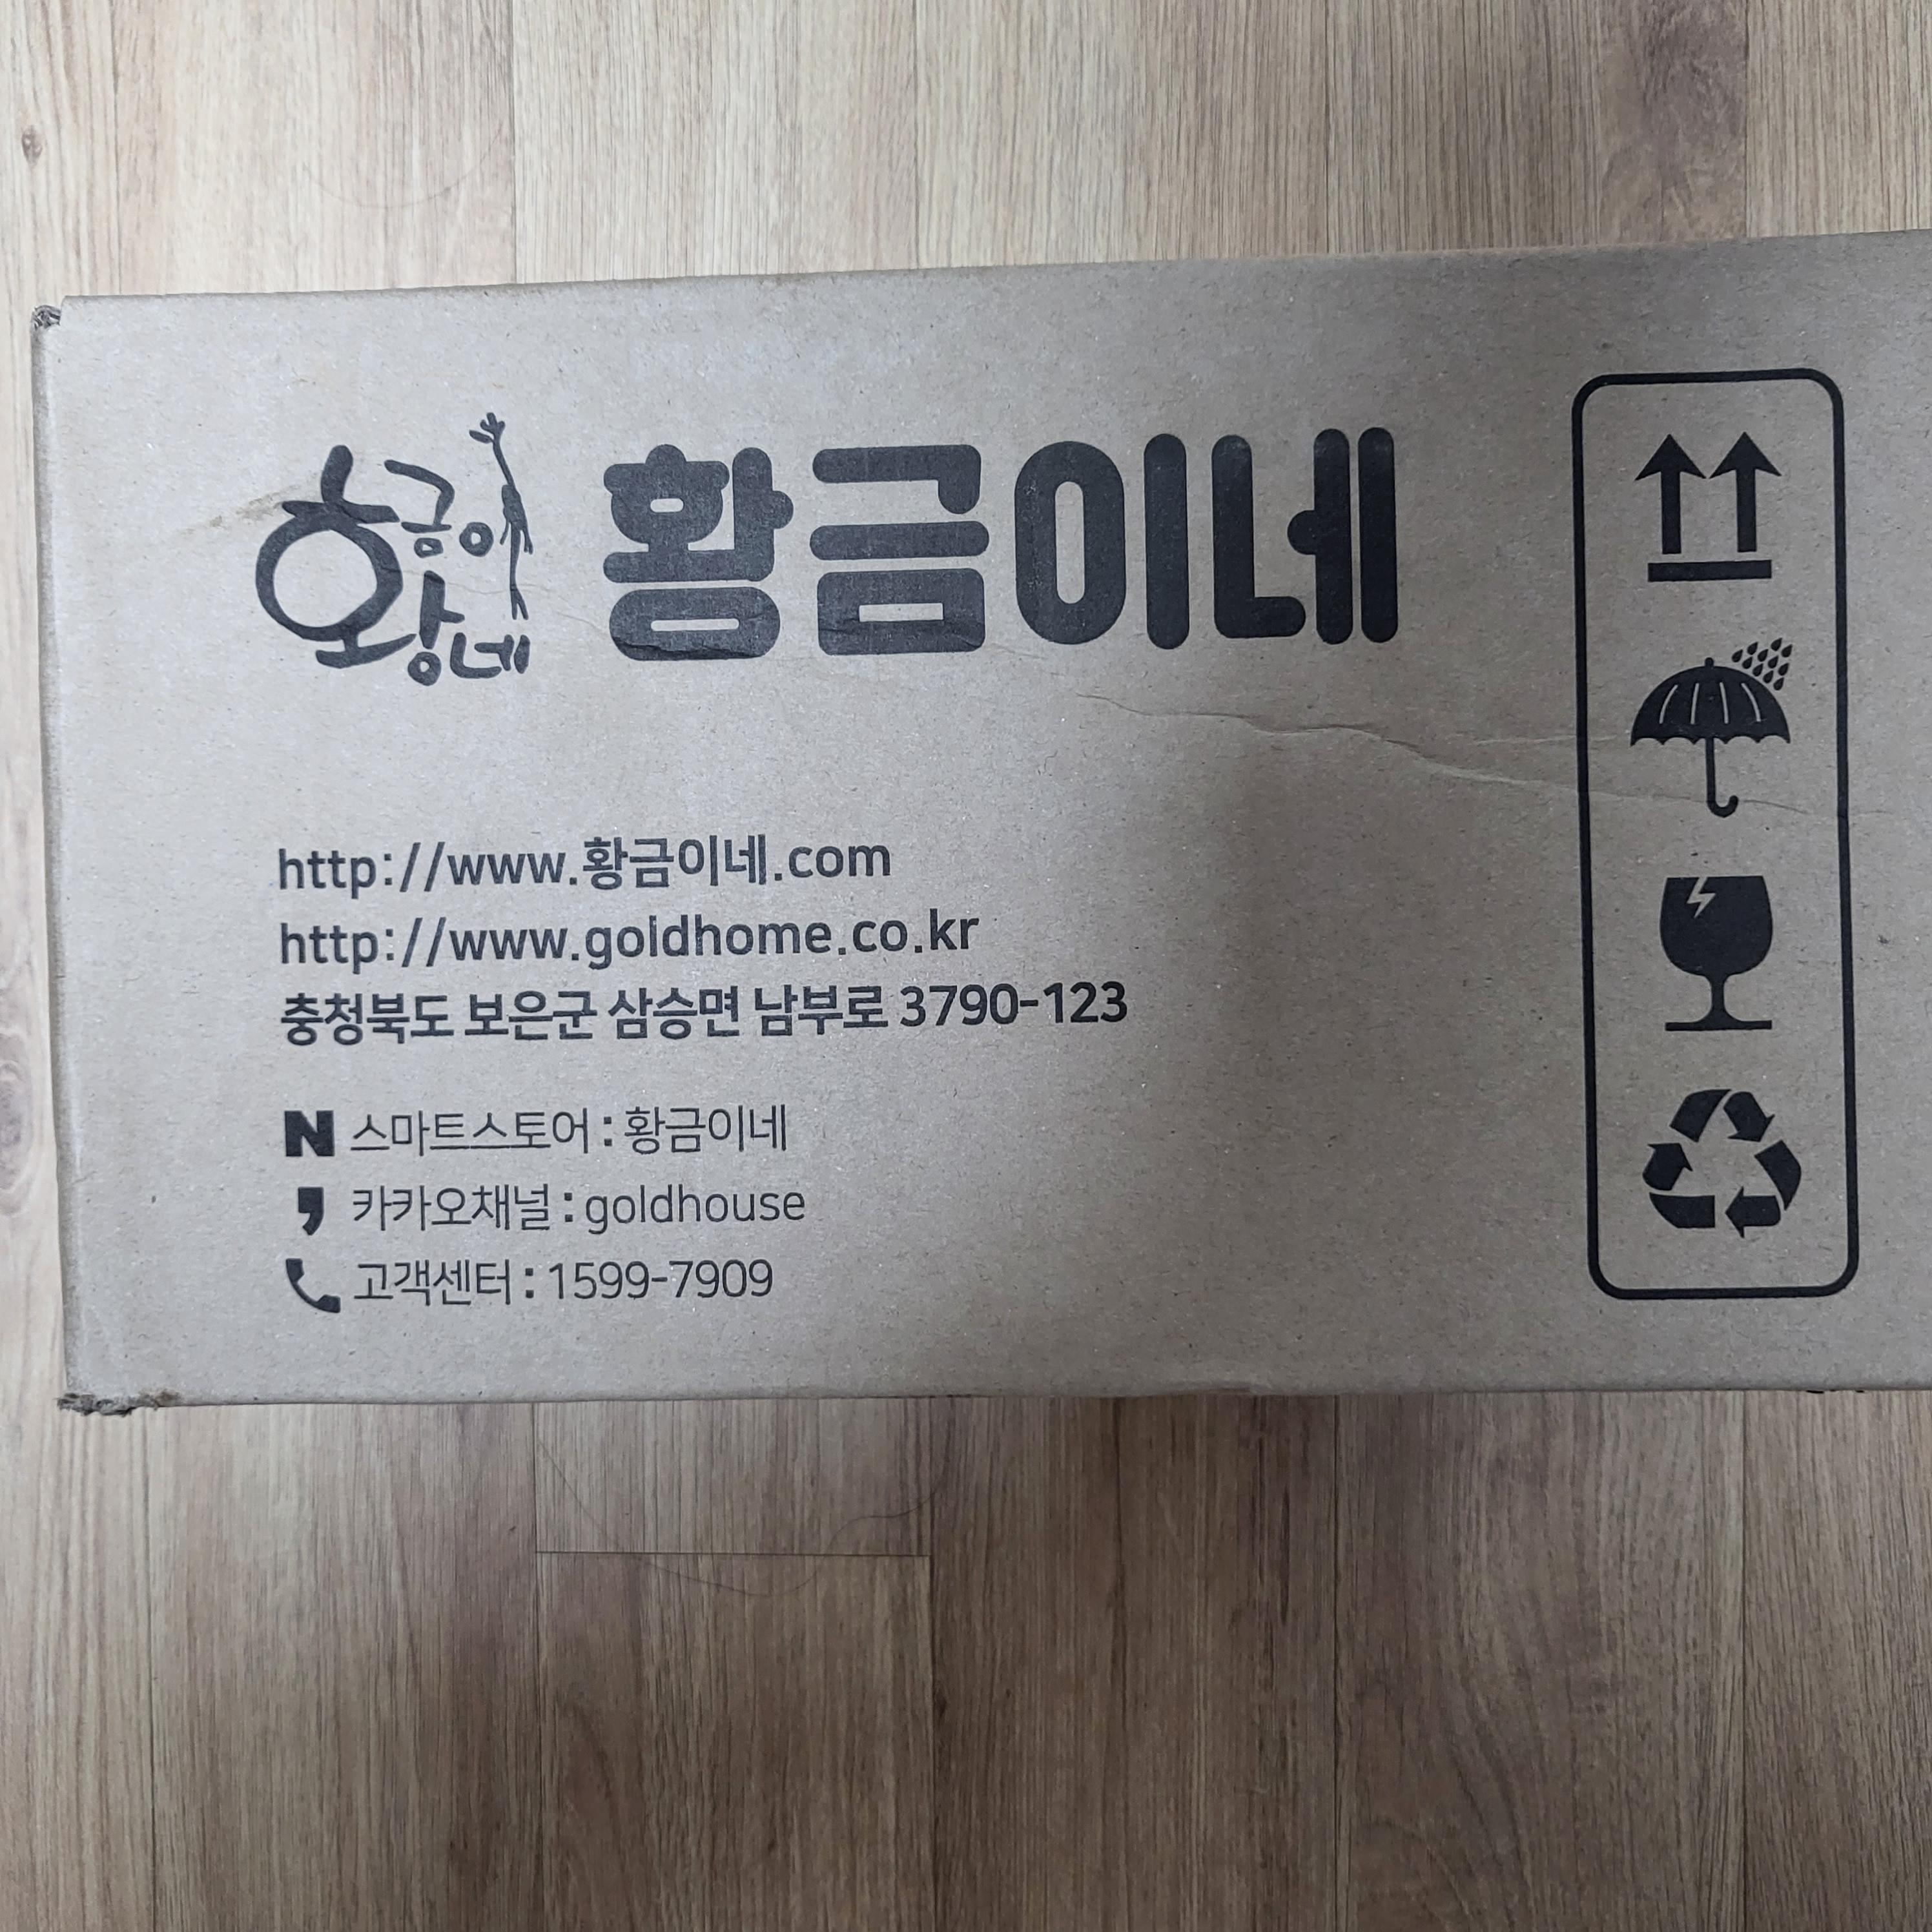 황금이네
황금이네
http://www.황금이네.com
http://www.goldhome.co.kr
충청북도 보은군 삼승면 남부로 3790-123
N 스마트스토어 : 황금이네
카카오채널 : goldhouse
고객센터 : 1599-7909